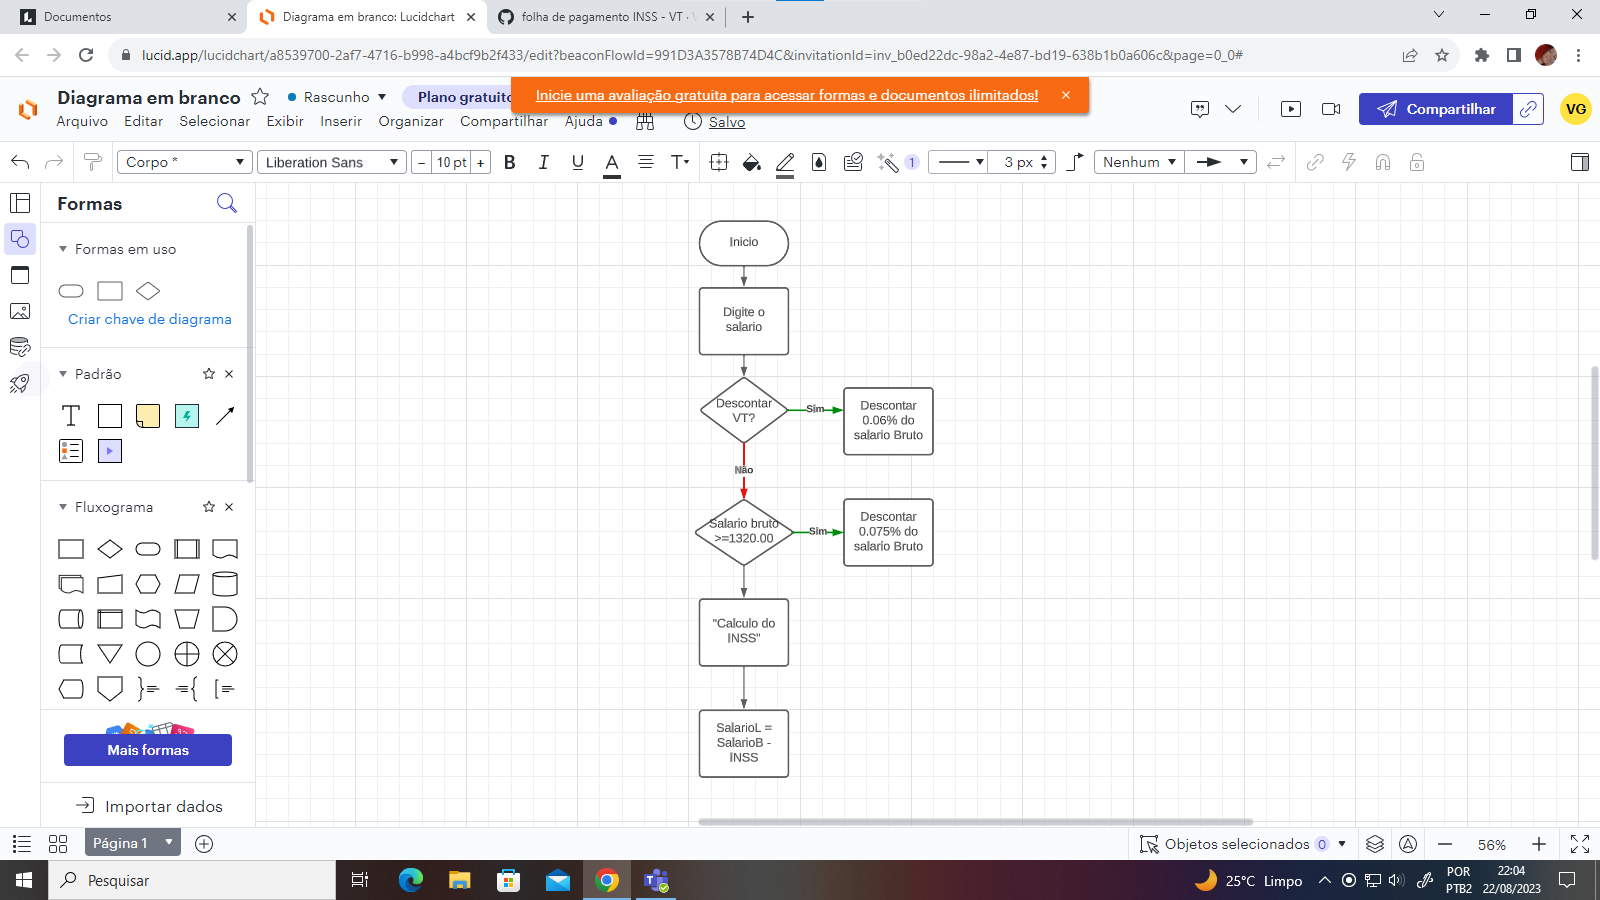 Documentos
Diagrama em branco: Lucidchart
folha de pagamento INSS - VT ·
lucid.app/lucidchart/a8539700-2af7-4716-b998-a4bcf9b2f433/edit?beaconFlowId=991D3A3578B74D4C&invitationId=inv_b0ed22dc-98a2-4e87-bd19-638b1b0a606c&page=0_0#
Diagrama em branco
Rascunho
Plano gratuito
Inicie uma avaliação gratuita para acessar formas e documentos ilimitados!
Compartilhar
VG
Arquivo Editar Selecionar Exibir Inserir Organizar Compartilhar Ajuda Salvo
Corpo *
Liberation Sans
- 10 pt +
B I U A T
1
3 px
Nenhum
Formas
Formas em uso
Criar chave de diagrama
Padrão
T
Fluxograma
Mais formas
Importar dados
Inicio
Digite o
salario
Descontar
VT?
Sim
Descontar
0.06% do
salario Bruto
Não
Salario bruto
>=1320.00
Sim
Descontar
0.075% do
salario Bruto
"Calculo do
INSS"
SalarioL =
SalarioB -
INSS
Página 1
Objetos selecionados 0
56%
Pesquisar
25°C Limpo
POR
PTB2
22:04
22/08/2023